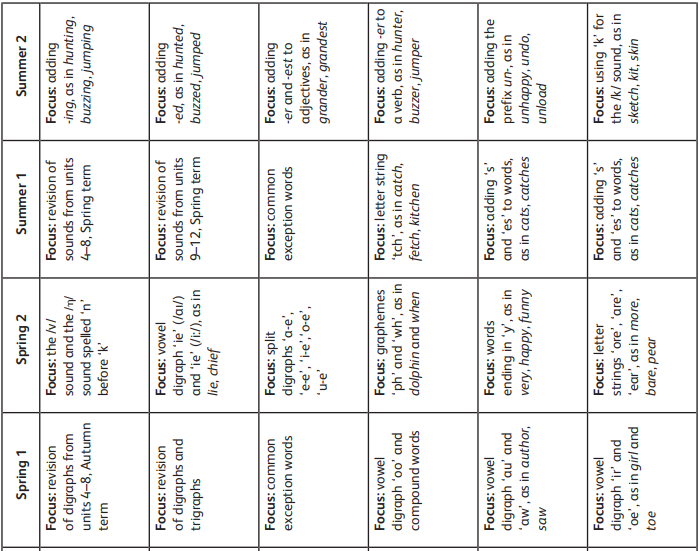 Spring 1
Spring 2
Summer 1
Summer 2
Focus: revision
of digraphs from
units 4–8, Autumn
term
Focus: the /v/
sound and the /ŋ/
sound spelled ‘n’
before ‘k’
Focus: revision of
sounds from units
4–8, Spring term
Focus: adding
-ing, as in hunting,
buzzing, jumping
Focus: revision
of digraphs and
trigraphs
Focus: vowel
digraph ‘ie’ (/aɪ/)
and ‘ie’ (/i:/), as in
lie, chief
Focus: revision of
sounds from units
9–12, Spring term
Focus: adding
-ed, as in hunted,
buzzed, jumped
Focus: common
exception words
Focus: split
digraphs ‘a-e’,
‘e-e’, ‘i-e’,‘o-e’,
‘u-e’
Focus: common
exception words
Focus: adding
-er and -est to
adjectives, as in
grander, grandest
Focus: vowel
digraph ‘oo’ and
compound words
Focus: graphemes
‘ph’ and ‘wh’, as in
dolphin and when
Focus: letter string
‘tch’, as in catch,
fetch, kitchen
Focus: adding -er to
a verb, as in hunter,
buzzer, jumper
Focus: vowel
digraph ‘au’ and
‘aw’, as in author,
saw
Focus: words
ending in ‘y’, as in
very, happy, funny
Focus: adding ‘s’
and ‘es’ to words,
as in cats, catches
Focus: adding the
prefix un-, as in
unhappy, undo,
unload
Focus: vowel
digraph ‘ir’ and
‘oe’, as in girl and
toe
Focus: letter
strings ‘ore’, ‘are’,
‘ear’, as in more,
bare, pear
Focus: adding ‘s’
and ‘es’ to words,
as in cats, catches
Focus: using ‘k’ for
the /k/ sound, as in
sketch, kit, skin